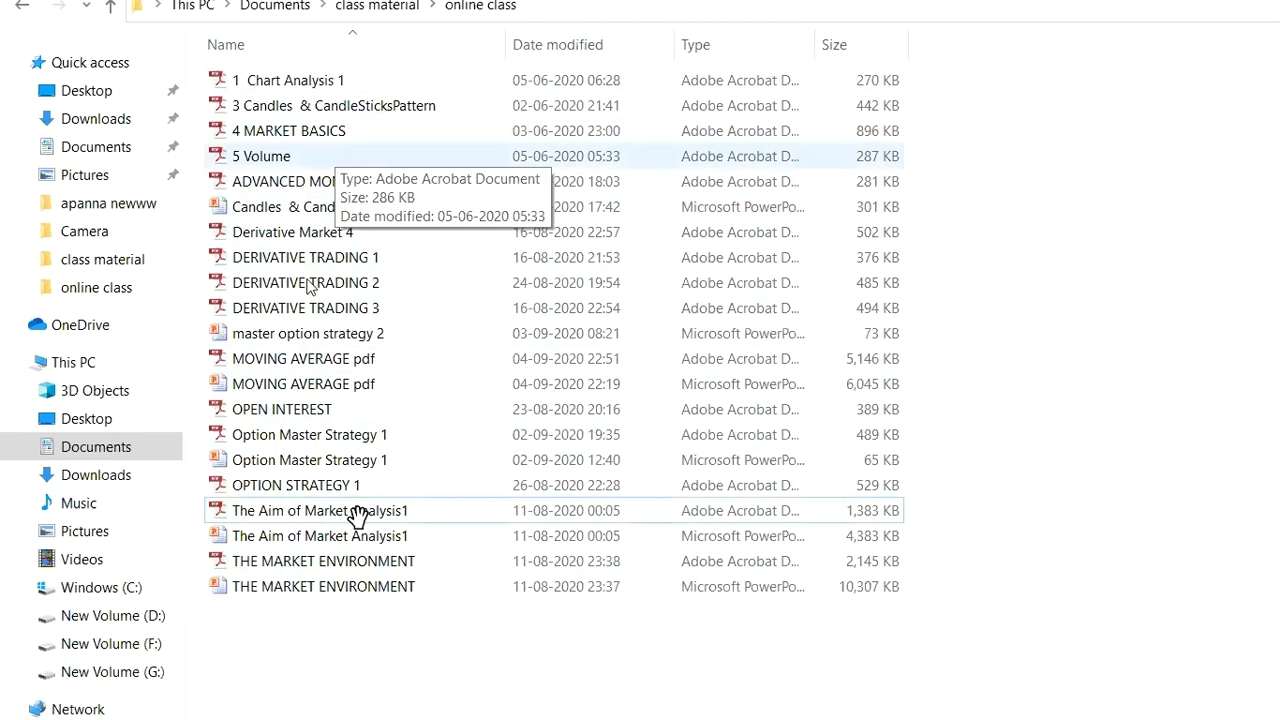 This PC > Documents > class material > online class
Name Date modified Type Size
Quick access
Desktop
Downloads
Documents
Pictures
apanna newww
Camera
class material
online class
OneDrive
This PC
3D Objects
Desktop
Documents
Downloads
Music
Pictures
Videos
Windows (C:)
New Volume (D:)
New Volume (F:)
New Volume (G:)
Network
1 Chart Analysis 1 05-06-2020 06:28 Adobe Acrobat D... 270 KB
3 Candles & CandleSticksPattern 02-06-2020 21:41 Adobe Acrobat D... 442 KB
4 MARKET BASICS 03-06-2020 23:00 Adobe Acrobat D... 896 KB
5 Volume 05-06-2020 05:33 Adobe Acrobat D... 287 KB
Type: Adobe Acrobat Document
Size: 286 KB
Date modified: 05-06-2020 05:33
ADVANCED 2020 18:03 Adobe Acrobat D... 281 KB
Candles & 2020 17:42 Microsoft PowerPo... 301 KB
Derivative Market 4 16-08-2020 22:57 Adobe Acrobat D... 502 KB
DERIVATIVE TRADING 1 16-08-2020 21:53 Adobe Acrobat D... 376 KB
DERIVATIVE TRADING 2 24-08-2020 19:54 Adobe Acrobat D... 485 KB
DERIVATIVE TRADING 3 16-08-2020 22:54 Adobe Acrobat D... 494 KB
master option strategy 2 03-09-2020 08:21 Microsoft PowerPo... 73 KB
MOVING AVERAGE pdf 04-09-2020 22:51 Adobe Acrobat D... 5,146 KB
MOVING AVERAGE pdf 04-09-2020 22:19 Microsoft PowerPo... 6,045 KB
OPEN INTEREST 23-08-2020 20:16 Adobe Acrobat D... 389 KB
Option Master Strategy 1 02-09-2020 19:35 Adobe Acrobat D... 489 KB
Option Master Strategy 1 02-09-2020 12:40 Microsoft PowerPo... 65 KB
OPTION STRATEGY 1 26-08-2020 22:28 Adobe Acrobat D... 529 KB
The Aim of Market Analysis1 11-08-2020 00:05 Adobe Acrobat D... 1,383 KB
The Aim of Market Analysis1 11-08-2020 00:05 Microsoft PowerPo... 4,383 KB
THE MARKET ENVIRONMENT 11-08-2020 23:38 Adobe Acrobat D... 2,145 KB
THE MARKET ENVIRONMENT 11-08-2020 23:37 Microsoft PowerPo... 10,307 KB